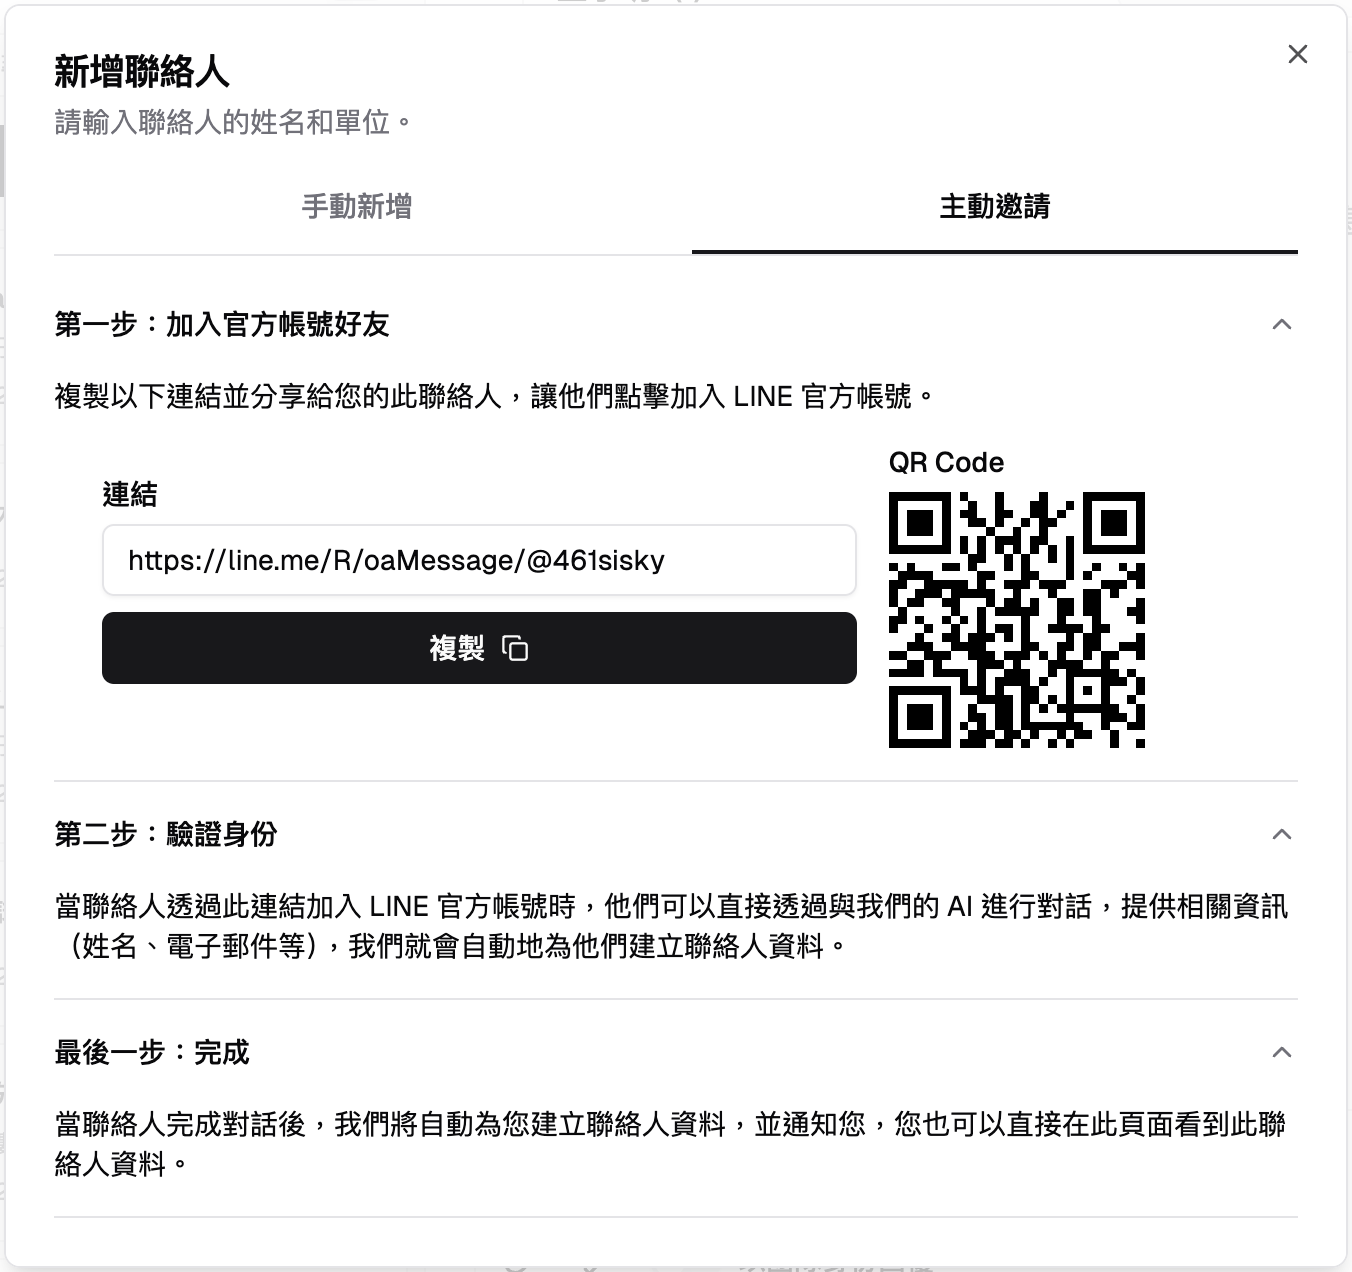 新增聯絡人
請輸入聯絡人的姓名和單位。
手動新增
主動邀請
第一步：加入官方帳號好友
複製以下連結並分享給您的此聯絡人，讓他們點擊加入 LINE 官方帳號。
連結
https://line.me/R/oaMessage/@461sisky
複製
QR Code
第二步：驗證身份
當聯絡人透過此連結加入 LINE 官方帳號時，他們可以直接透過與我們的 AI 進行對話，提供相關資訊
（姓名、電子郵件等），我們就會自動地為他們建立聯絡人資料。
最後一步：完成
當聯絡人完成對話後，我們將自動為您建立聯絡人資料，並通知您，您也可以直接在此頁面看到此聯
絡人資料。